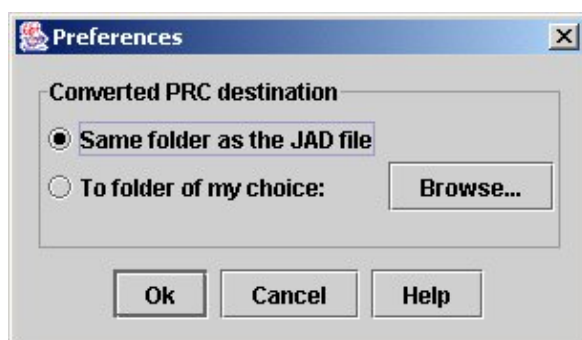 Preferences
Converted PRC destination
Same folder as the JAD file
To folder of my choice:
Browse...
Ok
Cancel
Help